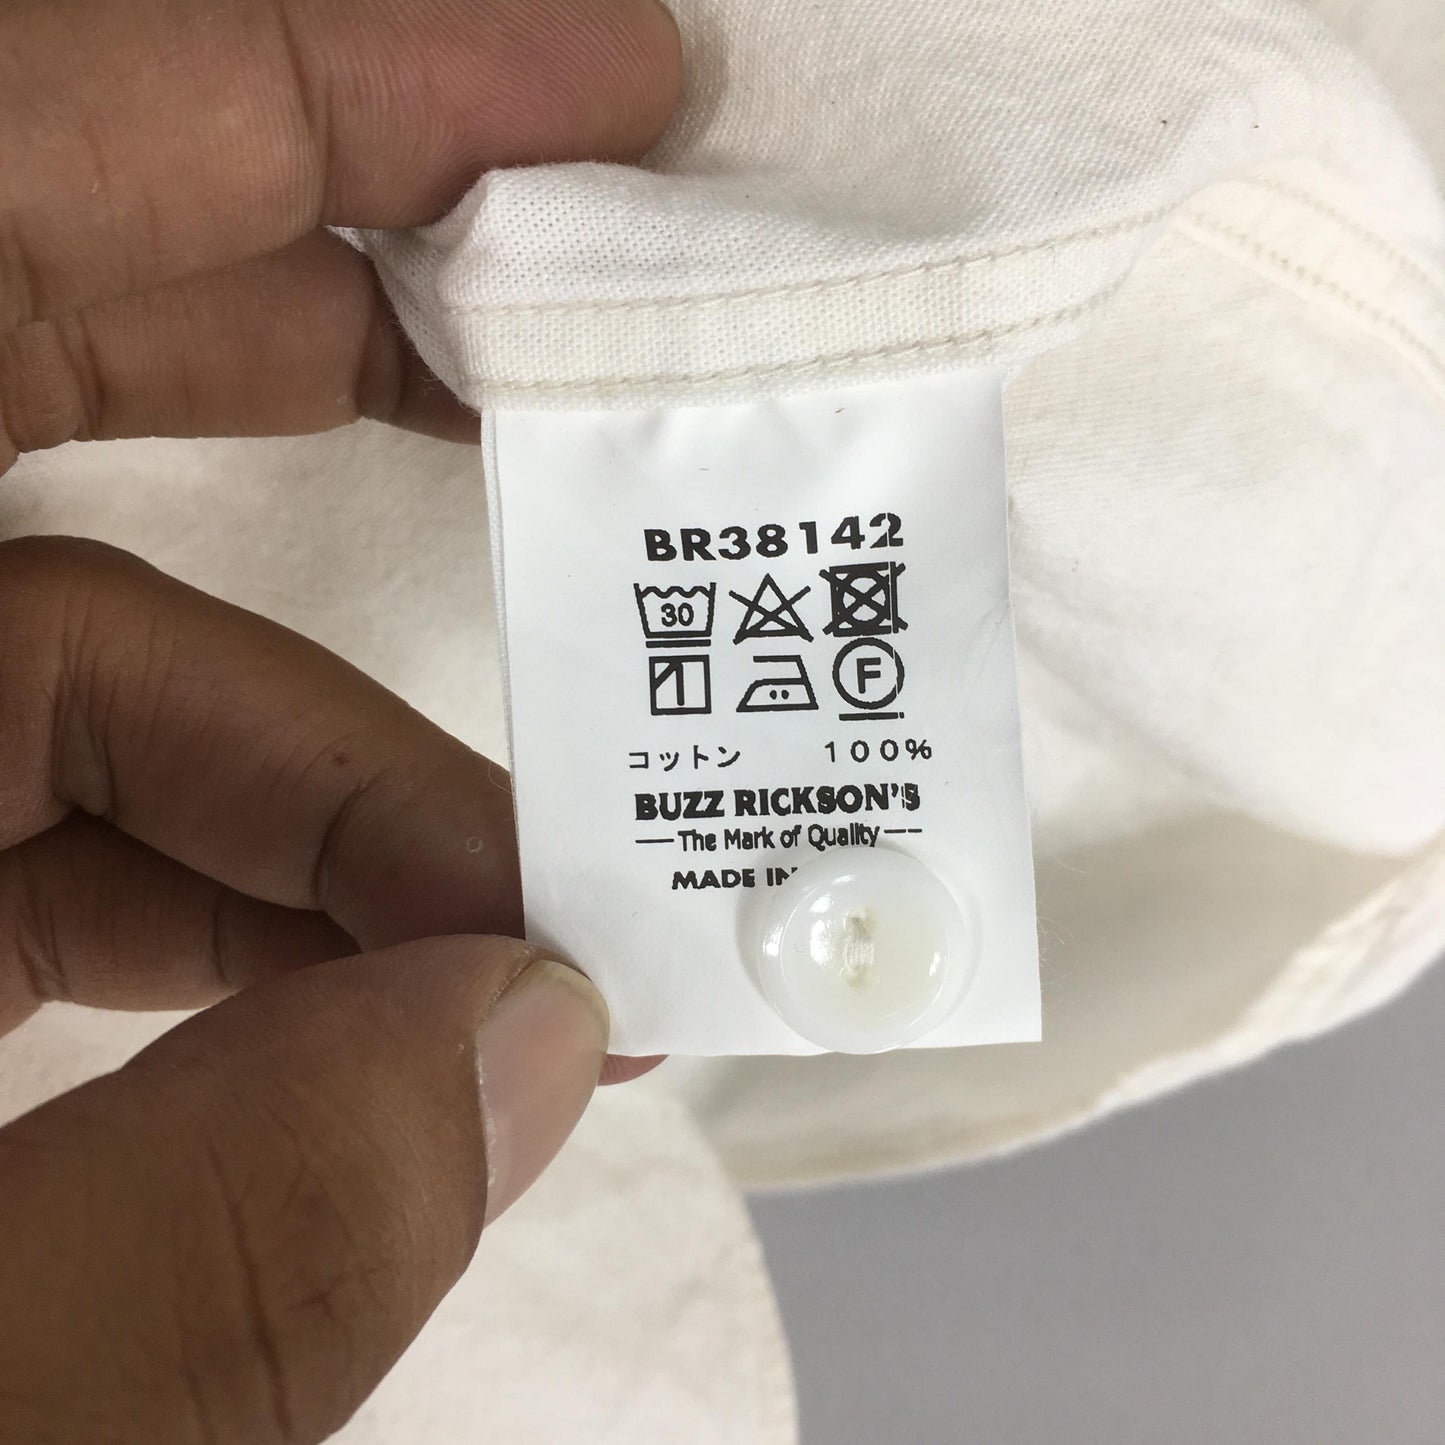 BR38142
30
F
コットン 100%
BUZZ RICKSON'S
The Mark of Quality
MADE IN